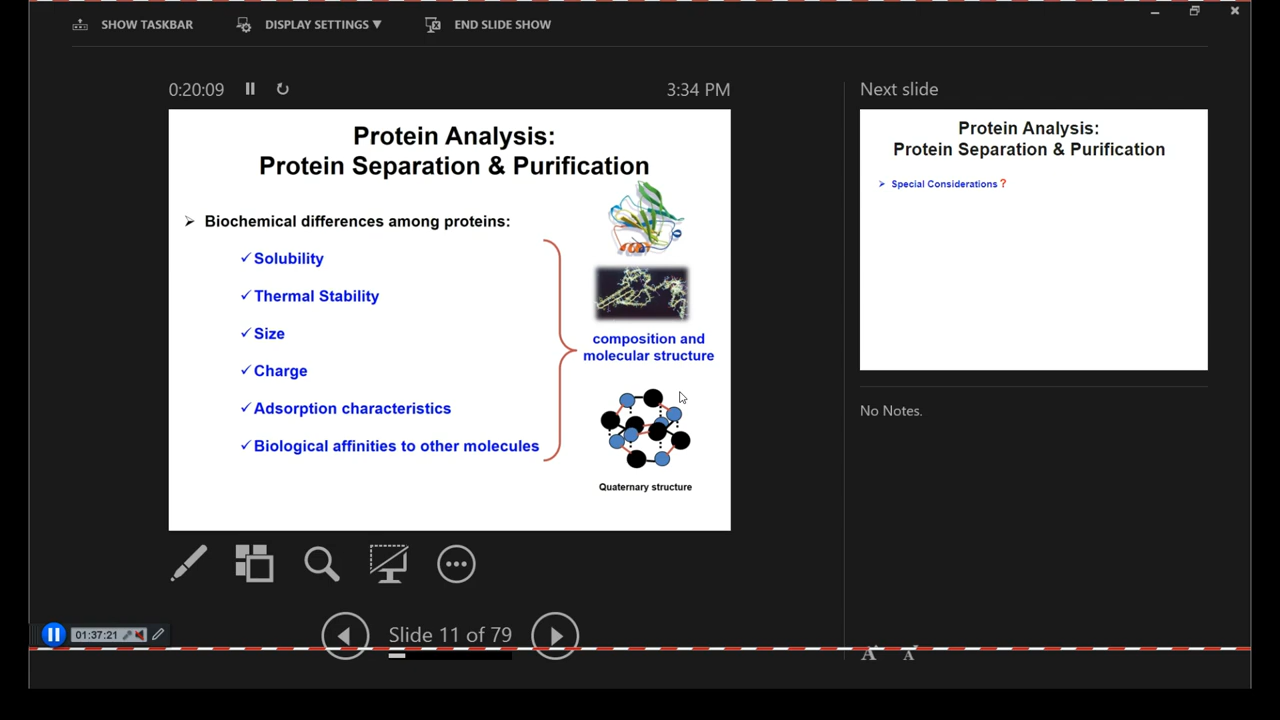 SHOW TASKBAR
DISPLAY SETTINGS ▼
END SLIDE SHOW
0:20:09
3:34 PM
Protein Analysis:
Protein Separation & Purification
➢ Biochemical differences among proteins:
✓ Solubility
✓ Thermal Stability
✓ Size
✓ Charge
✓ Adsorption characteristics
✓ Biological affinities to other molecules
composition and
molecular structure
Quaternary structure
Next slide
Protein Analysis:
Protein Separation & Purification
➢ Special Considerations ?
No Notes.
Slide 11 of 79
01:37:21
A A